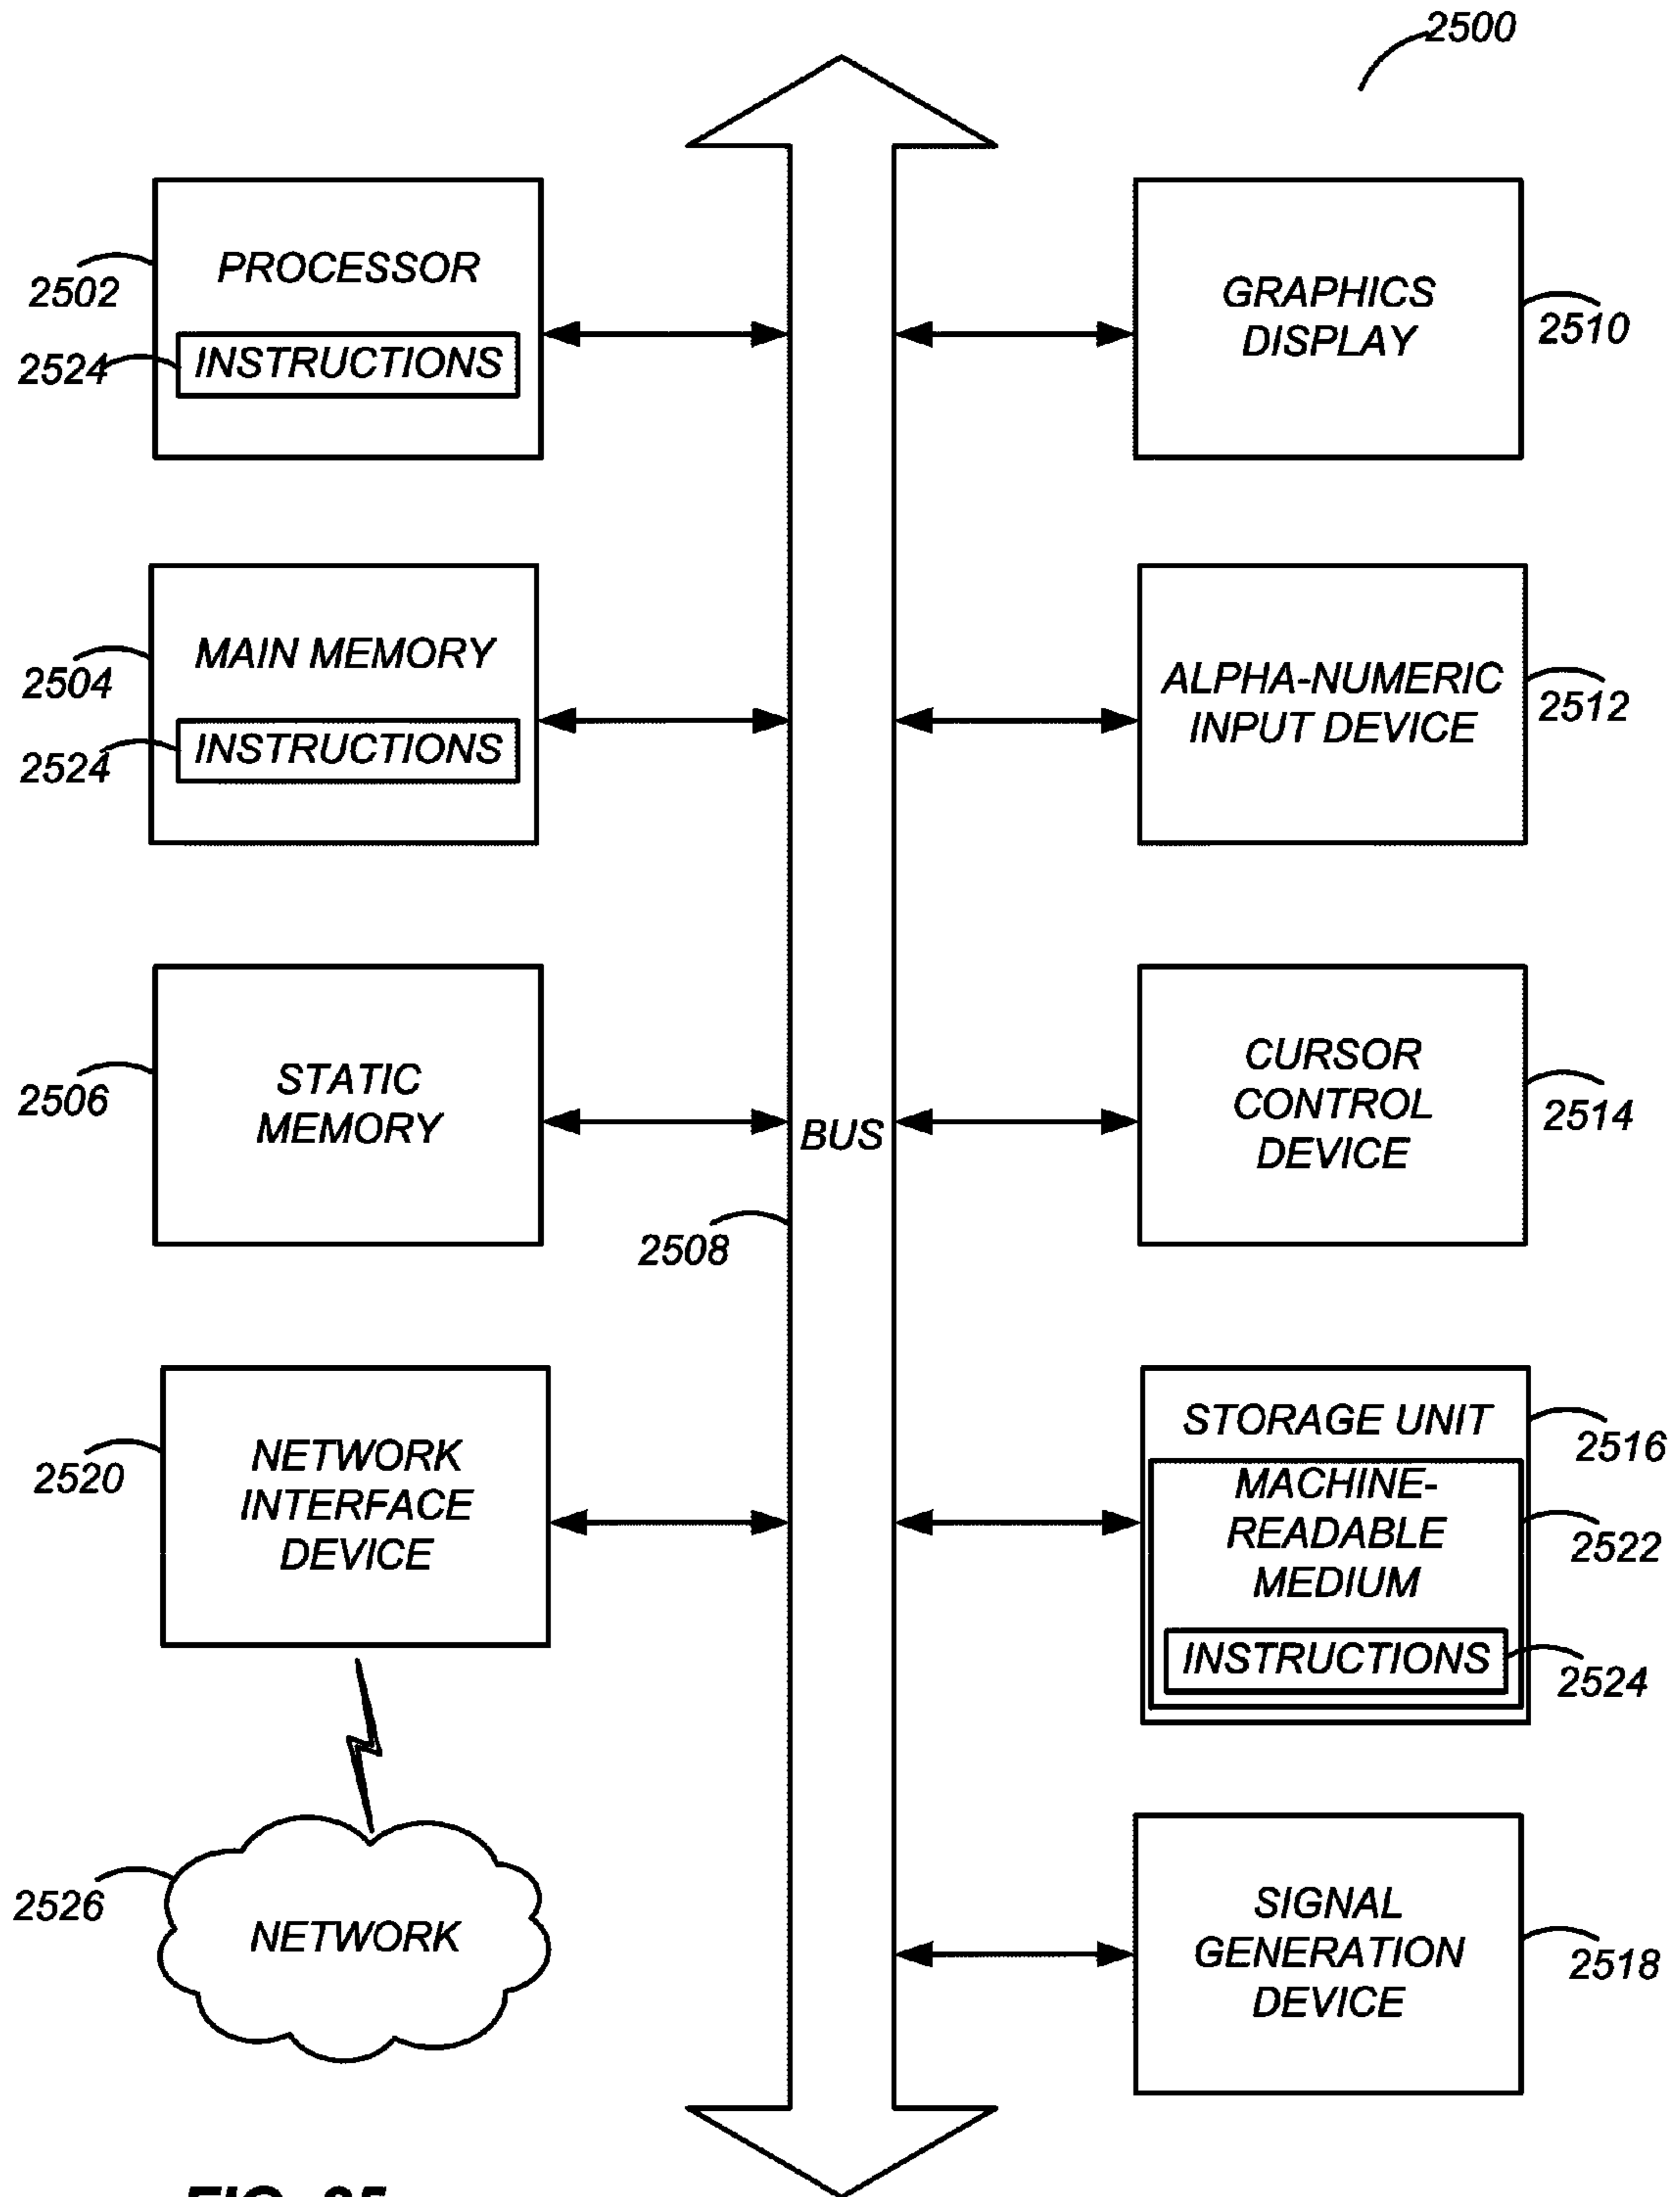 2500
PROCESSOR
2502
INSTRUCTIONS
2524
GRAPHICS
DISPLAY
2510
MAIN MEMORY
2504
INSTRUCTIONS
2524
ALPHA-NUMERIC
INPUT DEVICE
2512
STATIC
MEMORY
2506
BUS
2508
CURSOR
CONTROL
DEVICE
2514
NETWORK
INTERFACE
DEVICE
2520
STORAGE UNIT
2516
MACHINE-
READABLE
MEDIUM
2522
INSTRUCTIONS
2524
NETWORK
2526
SIGNAL
GENERATION
DEVICE
2518
FIG. 25